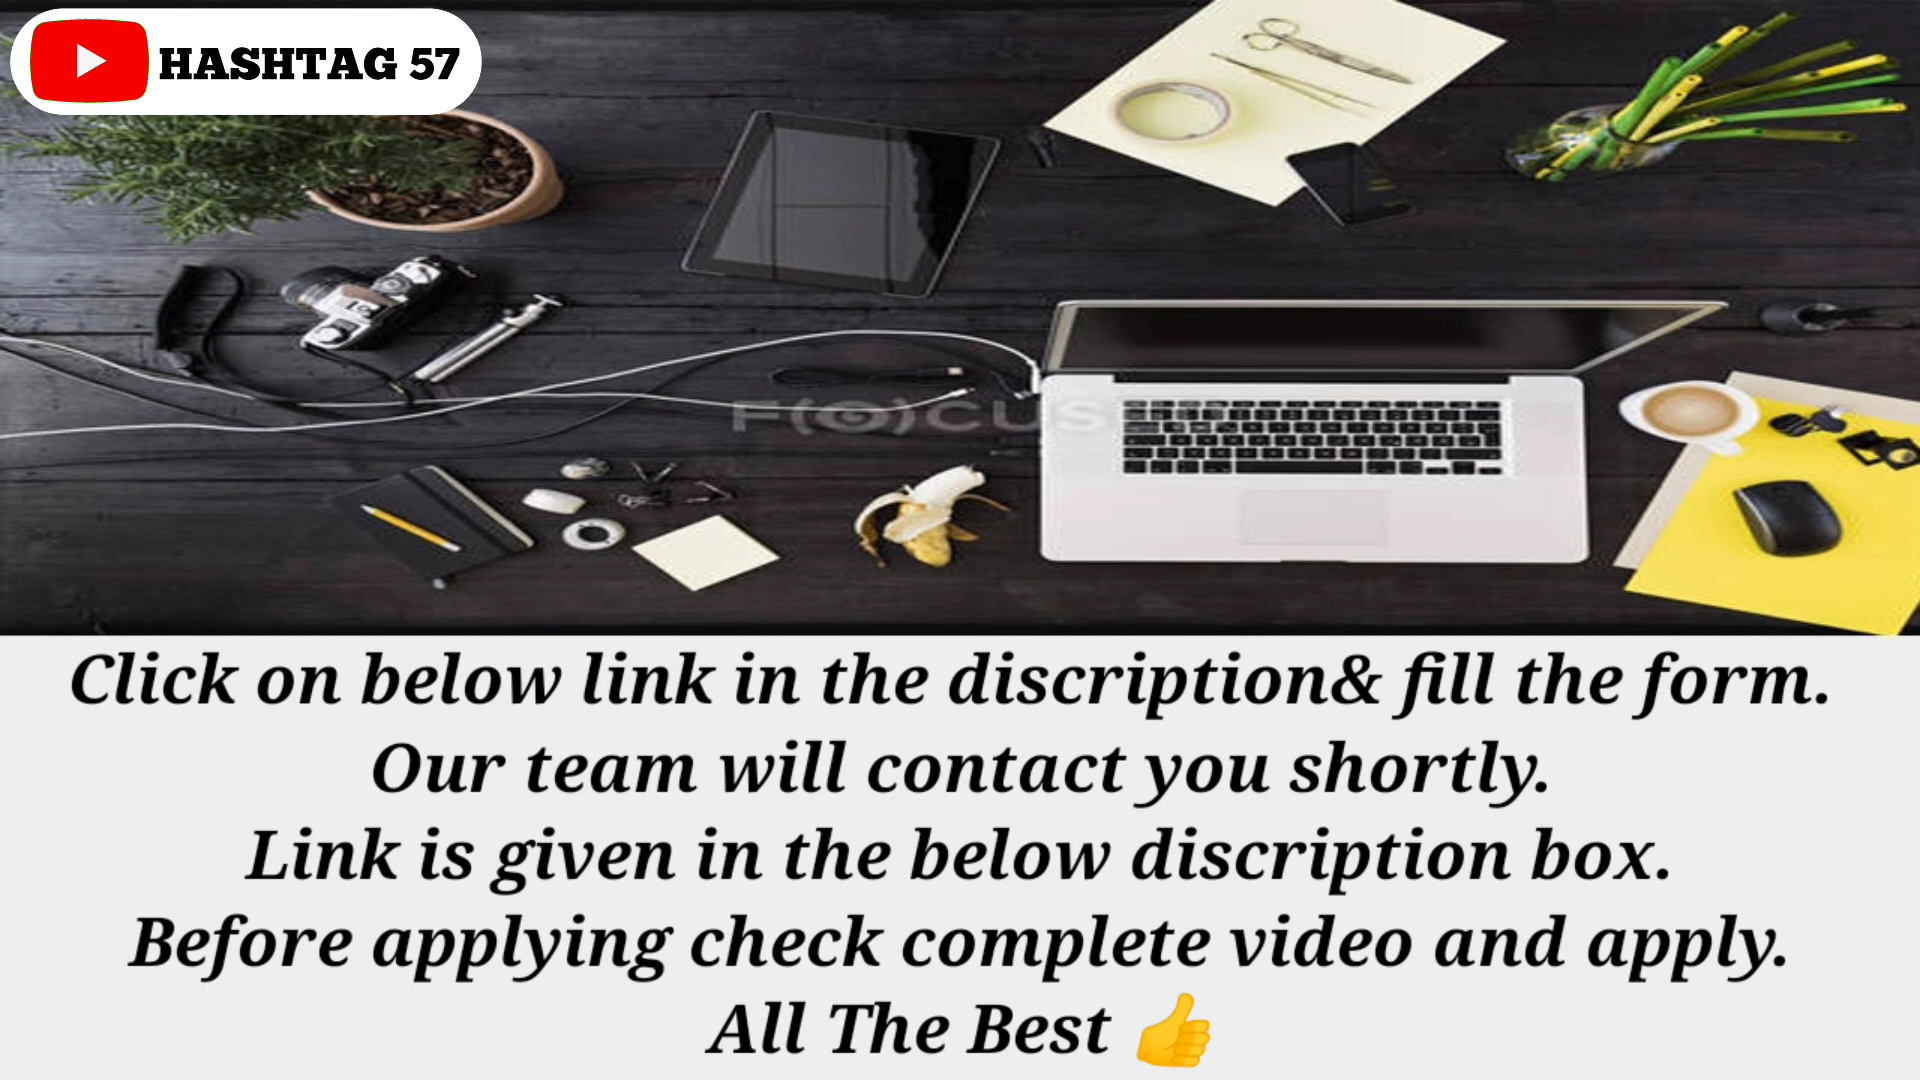 HASHTAG 57
Click on below link in the discription& fill the form.
Our team will contact you shortly.
Link is given in the below discription box.
Before applying check complete video and apply.
All The Best 👍